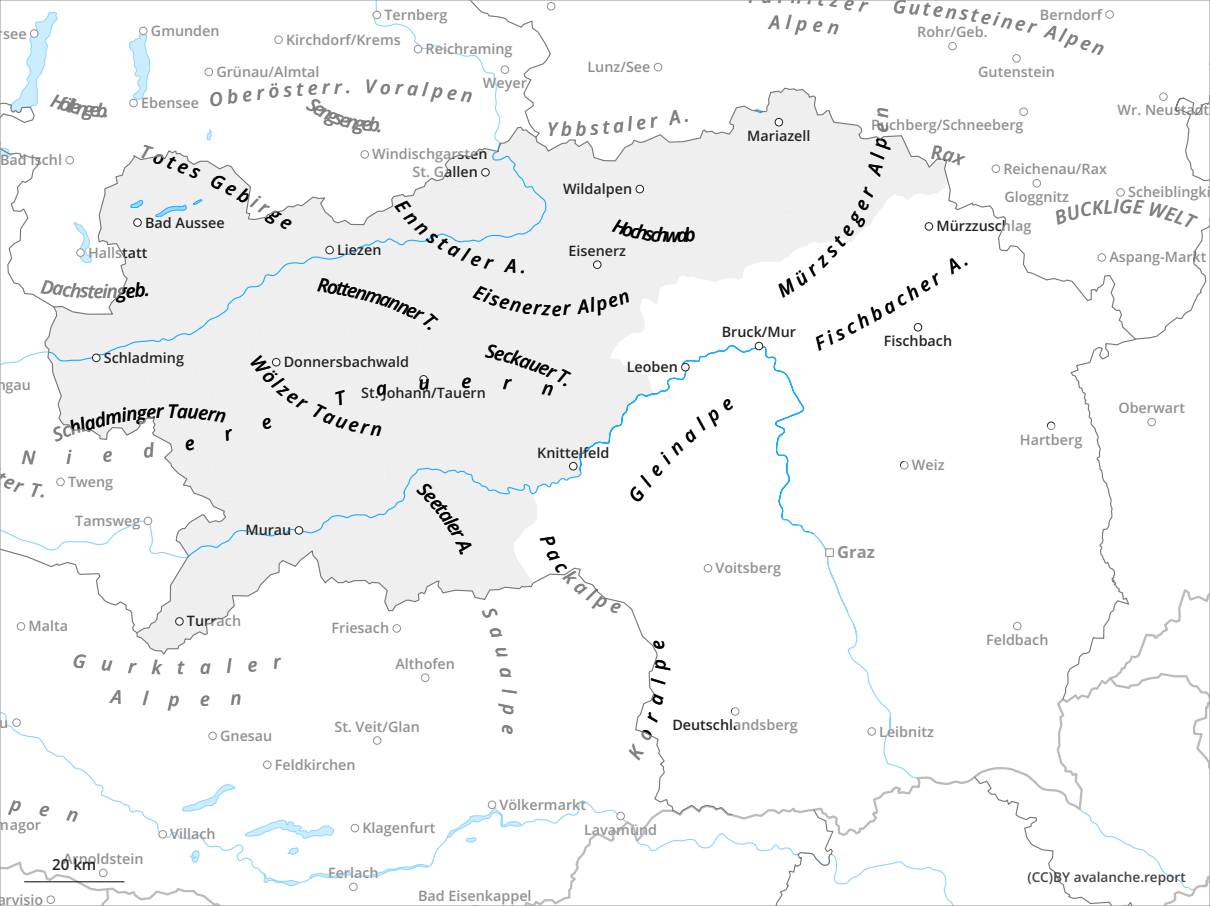 Ternberg
Gutensteiner Alpen
Berndorf
Alpen
Gmunden
Kirchdorf/Krems
Reichraming
Rohr/Geb.
Grünau/Almtal
Weyer
Lunz/See
Gutenstein
Oberösterr. Voralpen
Höllengeb.
Ebensee
Sengsengeb.
Ybbstaler A.
Mariazell
Puchberg/Schneeberg
Wr. Neustadt
Bad Ischl
Totes Gebirge
Windischgarsten
St. Gallen
Rax
Reichenau/Rax
Wildalpen
Gloggnitz
Bad Aussee
Ennstaler A.
Hochschwab
Mürzsteger Alpen
Mürzzuschlag
BUCKLIGE WELT
Hallstatt
Liezen
Eisenerz
Aspang-Markt
Dachsteingeb.
Rottenmanner T.
Eisenerzer Alpen
Fischbacher A.
Schladming
Donnersbachwald
Seckauer T.
Leoben
Bruck/Mur
Fischbach
Wölzer Tauern
St. Johann/Tauern
Schladminger Tauern
Niedere Tauern
Gleinalpe
Oberwart
Hartberg
Knittelfeld
Weiz
Tweng
Tamsweg
Seetaler A.
Murau
Packalpe
Graz
Voitsberg
Malta
Turrach
Friesach
Saualpe
Koralpe
Feldbach
Gurktaler
Alpen
Althofen
Gnesau
St. Veit/Glan
Deutschlandsberg
Leibnitz
Feldkirchen
Völkermarkt
Villach
Klagenfurt
Lavamünd
Arnoldstein
20 km
Ferlach
Bad Eisenkappel
(CC)BY avalanche.report